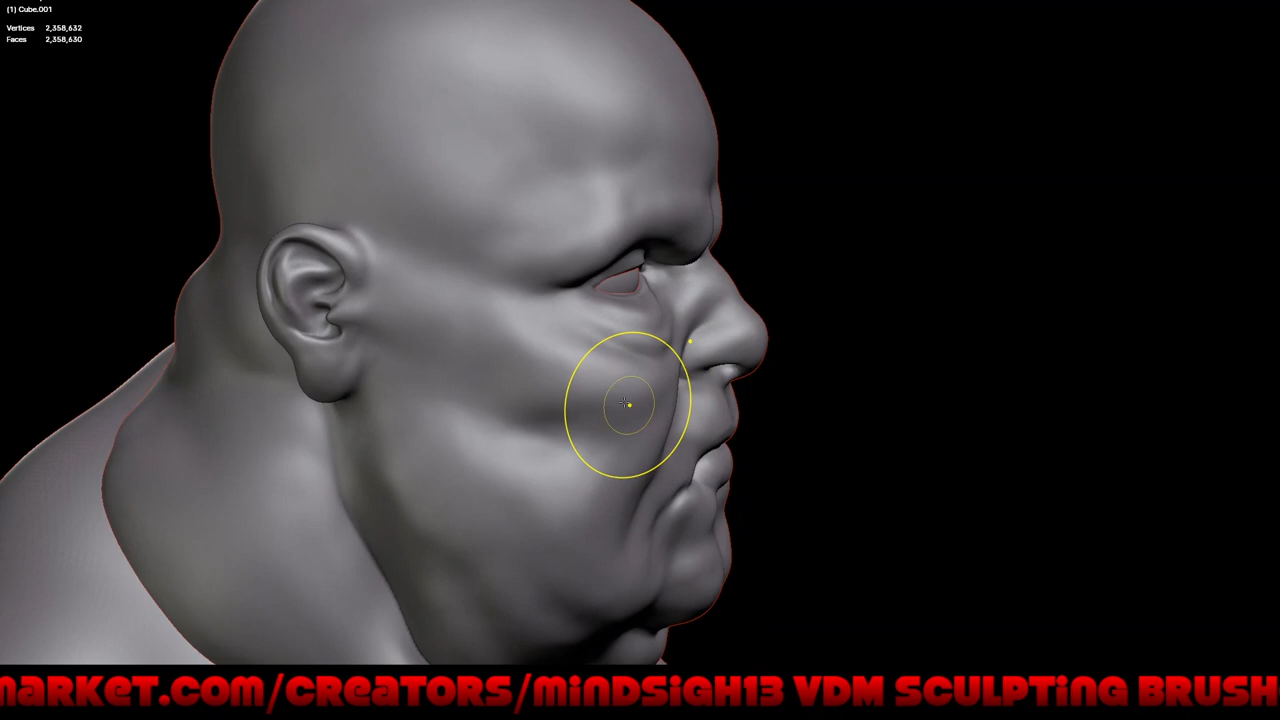 (1) Cube.001
Vertices 2,358,632
Faces 2,358,630
market.com/creators/mindsigh13 VDM Sculpting Brush